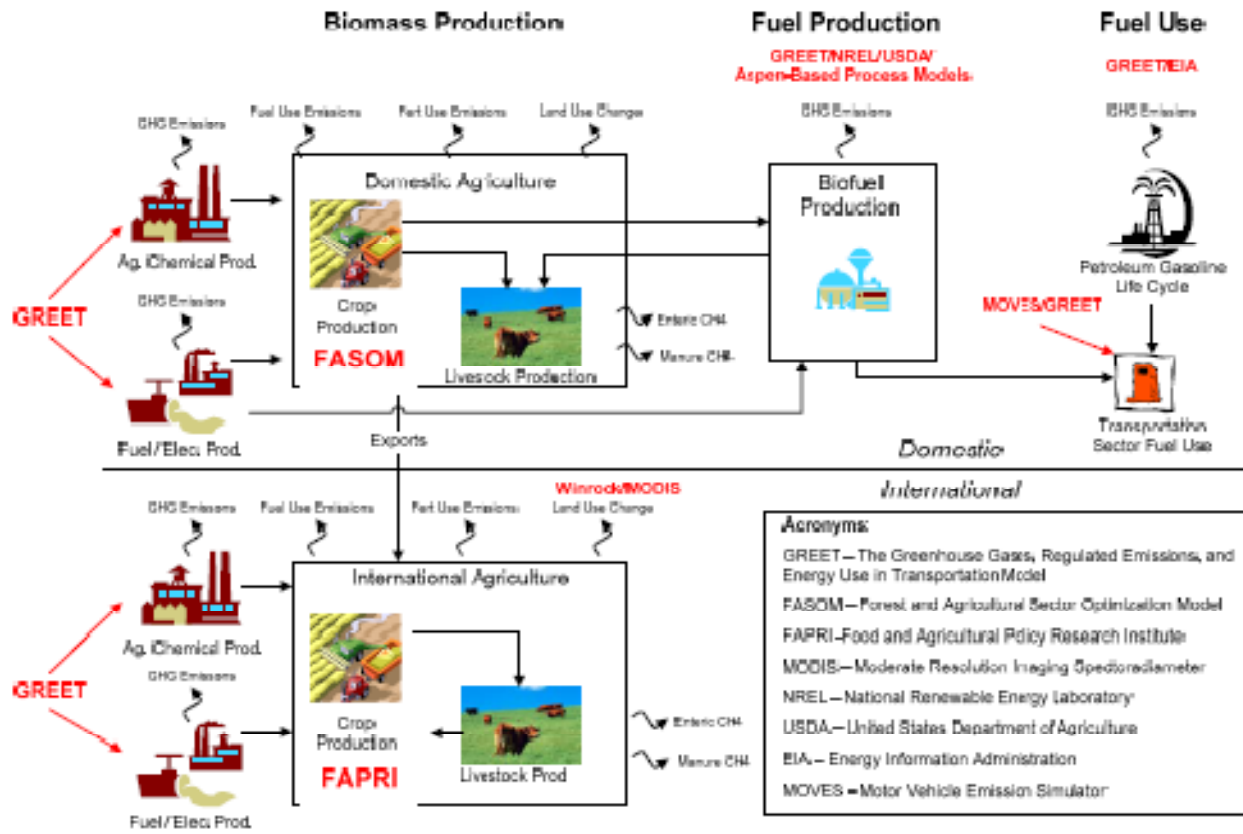 Biomass Production
Fuel Production
Fuel Use
GREET/NREL/USDA/
Aspen-Based Process Models
GREET/EIA
GHG Emissions
Fuel Use Emissions
Fert Use Emissions
Land Use Change
GHG Emissions
GHG Emissions
Domestic Agriculture
Biofuel
Production
Ag. Chemical Prod.
Petroleum Gasoline
Life Cycle
GREET
GHG Emissions
Crop
Production
FASOM
Livestock Production
Enteric CH4
Manure CH4
MOVES/GREET
Fuel/Elec. Prod.
Exports
Transportation
Sector Fuel Use
Domestic
International
Winrock/MODIS
GHG Emissions
Fuel Use Emissions
Fert Use Emissions
Land Use Change
International Agriculture
Ag. Chemical Prod.
GREET
GHG Emissions
Crop
Production
FAPRI
Livestock Prod
Enteric CH4
Manure CH4
Fuel/Elec. Prod.
Acronyms:
GREET – The Greenhouse Gases, Regulated Emissions, and
Energy Use in Transportation Model
FASOM – Forest and Agricultural Sector Optimization Model
FAPRI – Food and Agricultural Policy Research Institute
MODIS – Moderate Resolution Imaging Spectoradiameter
NREL – National Renewable Energy Laboratory
USDA – United States Department of Agriculture
EIA – Energy Information Administration
MOVES – Motor Vehicle Emission Simulator